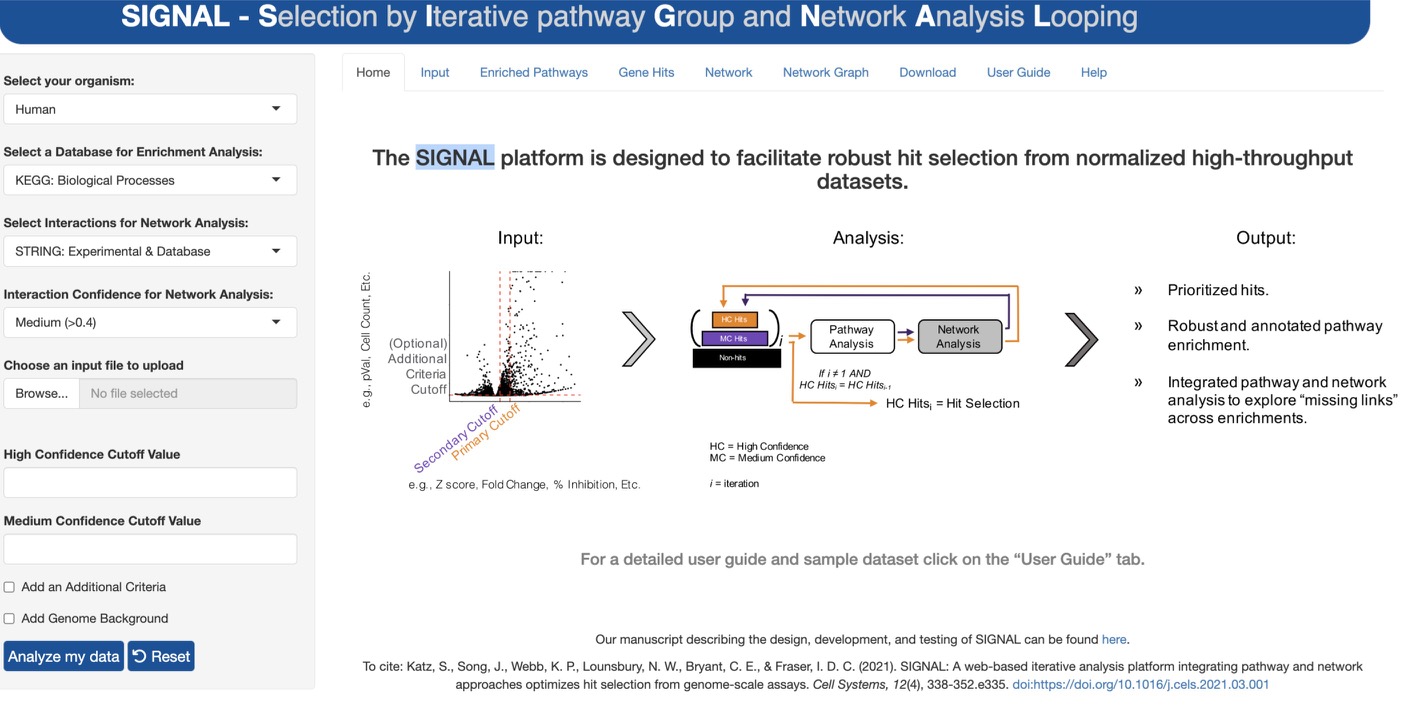 SIGNAL - Selection by Iterative pathway Group and Network Analysis Looping
Select your organism:
Human
Select a Database for Enrichment Analysis:
KEGG: Biological Processes
Select Interactions for Network Analysis:
STRING: Experimental & Database
Interaction Confidence for Network Analysis:
Medium (>0.4)
Choose an input file to upload
Browse... No file selected
High Confidence Cutoff Value
Medium Confidence Cutoff Value
Add an Additional Criteria
Add Genome Background
Analyze my data Reset
Home Input Enriched Pathways Gene Hits Network Network Graph Download User Guide Help
The SIGNAL platform is designed to facilitate robust hit selection from normalized high-throughput
datasets.
Input:
e.g., pVal, Cell Count, Etc.
(Optional)
Additional
Criteria
Cutoff
Secondary Cutoff
Primary Cutoff
e.g., Z score, Fold Change, % Inhibition, Etc.
Analysis:
HC Hits
MC Hits
Non-hits
i
Pathway
Analysis
Network
Analysis
If i ≠ 1 AND
HC Hitsi = HC Hitsi-1
HC Hitsi = Hit Selection
HC = High Confidence
MC = Medium Confidence
i = iteration
Output:
» Prioritized hits.
» Robust and annotated pathway
enrichment.
» Integrated pathway and network
analysis to explore “missing links”
across enrichments.
For a detailed user guide and sample dataset click on the “User Guide” tab.
Our manuscript describing the design, development, and testing of SIGNAL can be found here.
To cite: Katz, S., Song, J., Webb, K. P., Lounsbury, N. W., Bryant, C. E., & Fraser, I. D. C. (2021). SIGNAL: A web-based iterative analysis platform integrating pathway and network
approaches optimizes hit selection from genome-scale assays. Cell Systems, 12(4), 338-352.e335. doi:https://doi.org/10.1016/j.cels.2021.03.001